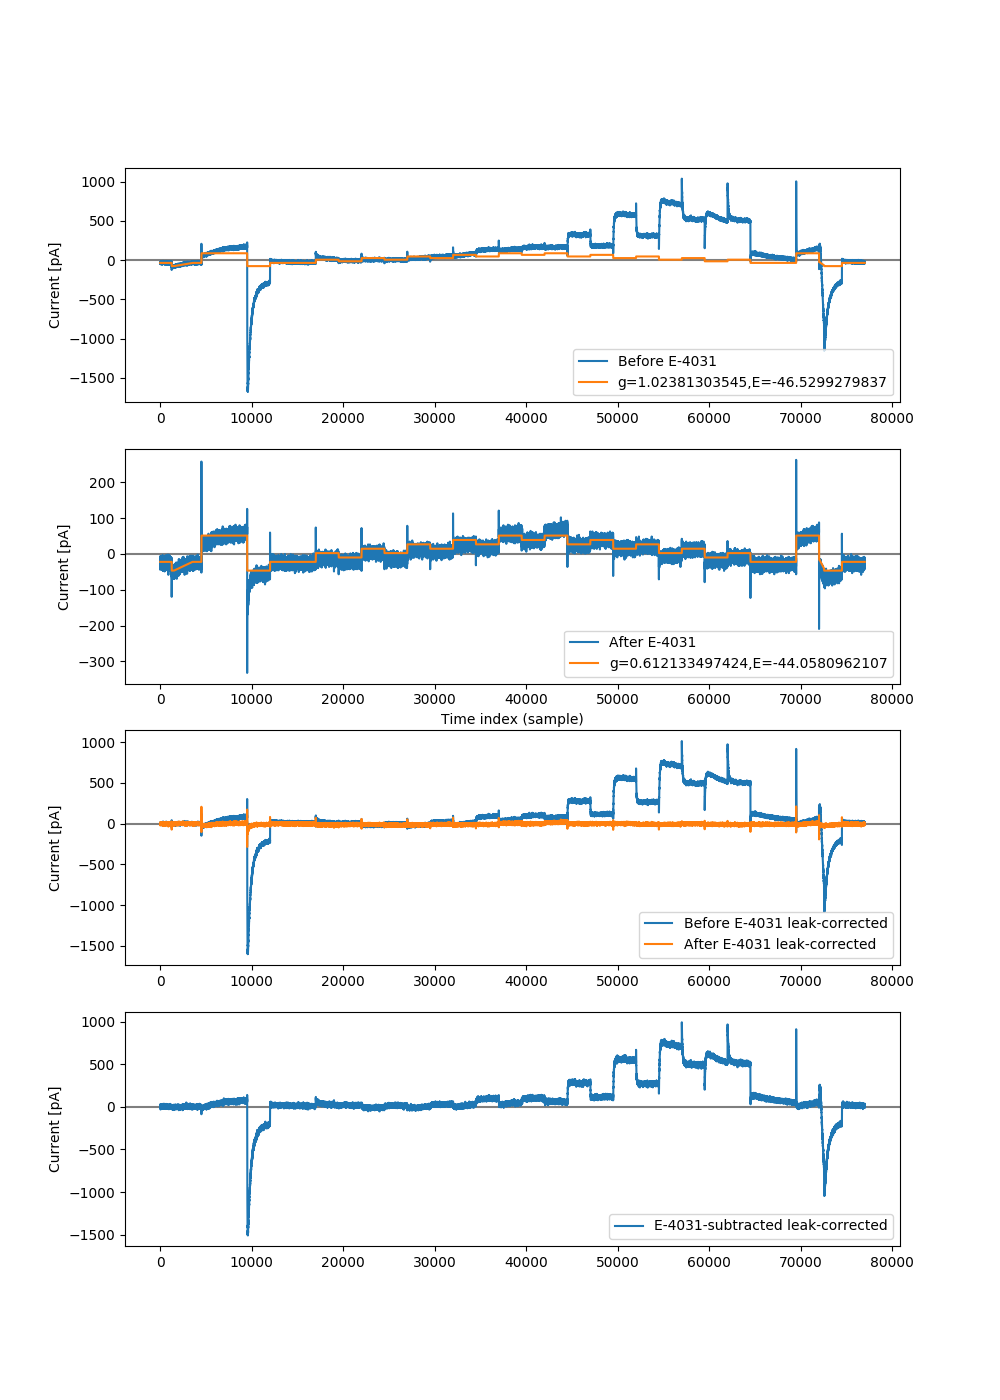 1000
500
0
−500
−1000
−1500
Current [pA]
Before E-4031
g=1.02381303545,E=-46.5299279837
0 10000 20000 30000 40000 50000 60000 70000 80000
200
100
0
−100
−200
−300
Current [pA]
After E-4031
g=0.612133497424,E=-44.0580962107
0 10000 20000 30000 40000 50000 60000 70000 80000
Time index (sample)
1000
500
0
−500
−1000
−1500
Current [pA]
Before E-4031 leak-corrected
After E-4031 leak-corrected
0 10000 20000 30000 40000 50000 60000 70000 80000
1000
500
0
−500
−1000
−1500
Current [pA]
E-4031-subtracted leak-corrected
0 10000 20000 30000 40000 50000 60000 70000 80000